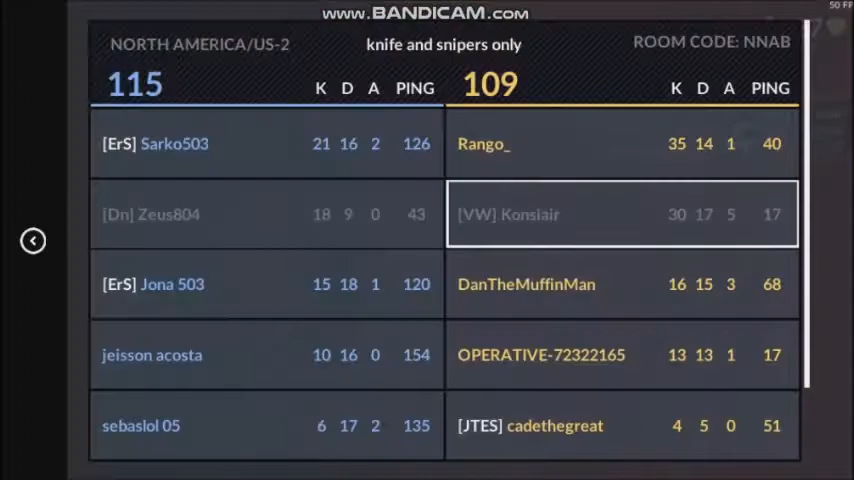 www.BANDICAM.com
50 FP
NORTH AMERICA/US-2 knife and snipers only ROOM CODE: NNAB
115 K D A PING 109 K D A PING
[ErS] Sarko503 21 16 2 126 Rango_ 35 14 1 40
[Dn] Zeus804 18 9 0 43 [VW] Konslair 30 17 5 17
[ErS] Jona 503 15 18 1 120 DanTheMuffinMan 16 15 3 68
jeisson acosta 10 16 0 154 OPERATIVE-72322165 13 13 1 17
sebaslol 05 6 17 2 135 [JTES] cadethegreat 4 5 0 51